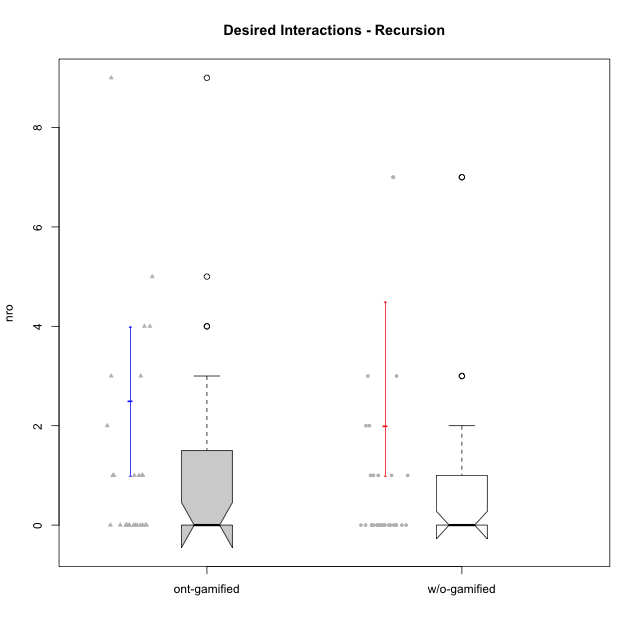 Desired Interactions - Recursion
nro
8
6
4
2
0
ont-gamified
w/o-gamified